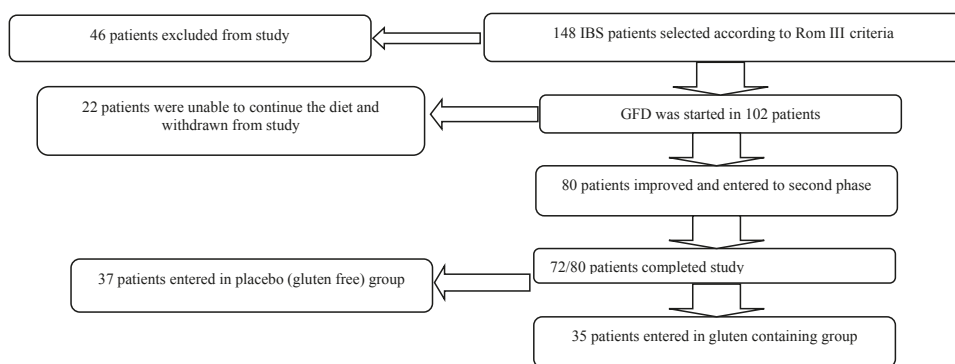 46 patients excluded from study
148 IBS patients selected according to Rom III criteria
22 patients were unable to continue the diet and
withdrawn from study
GFD was started in 102 patients
80 patients improved and entered to second phase
72/80 patients completed study
37 patients entered in placebo (gluten free) group
35 patients entered in gluten containing group